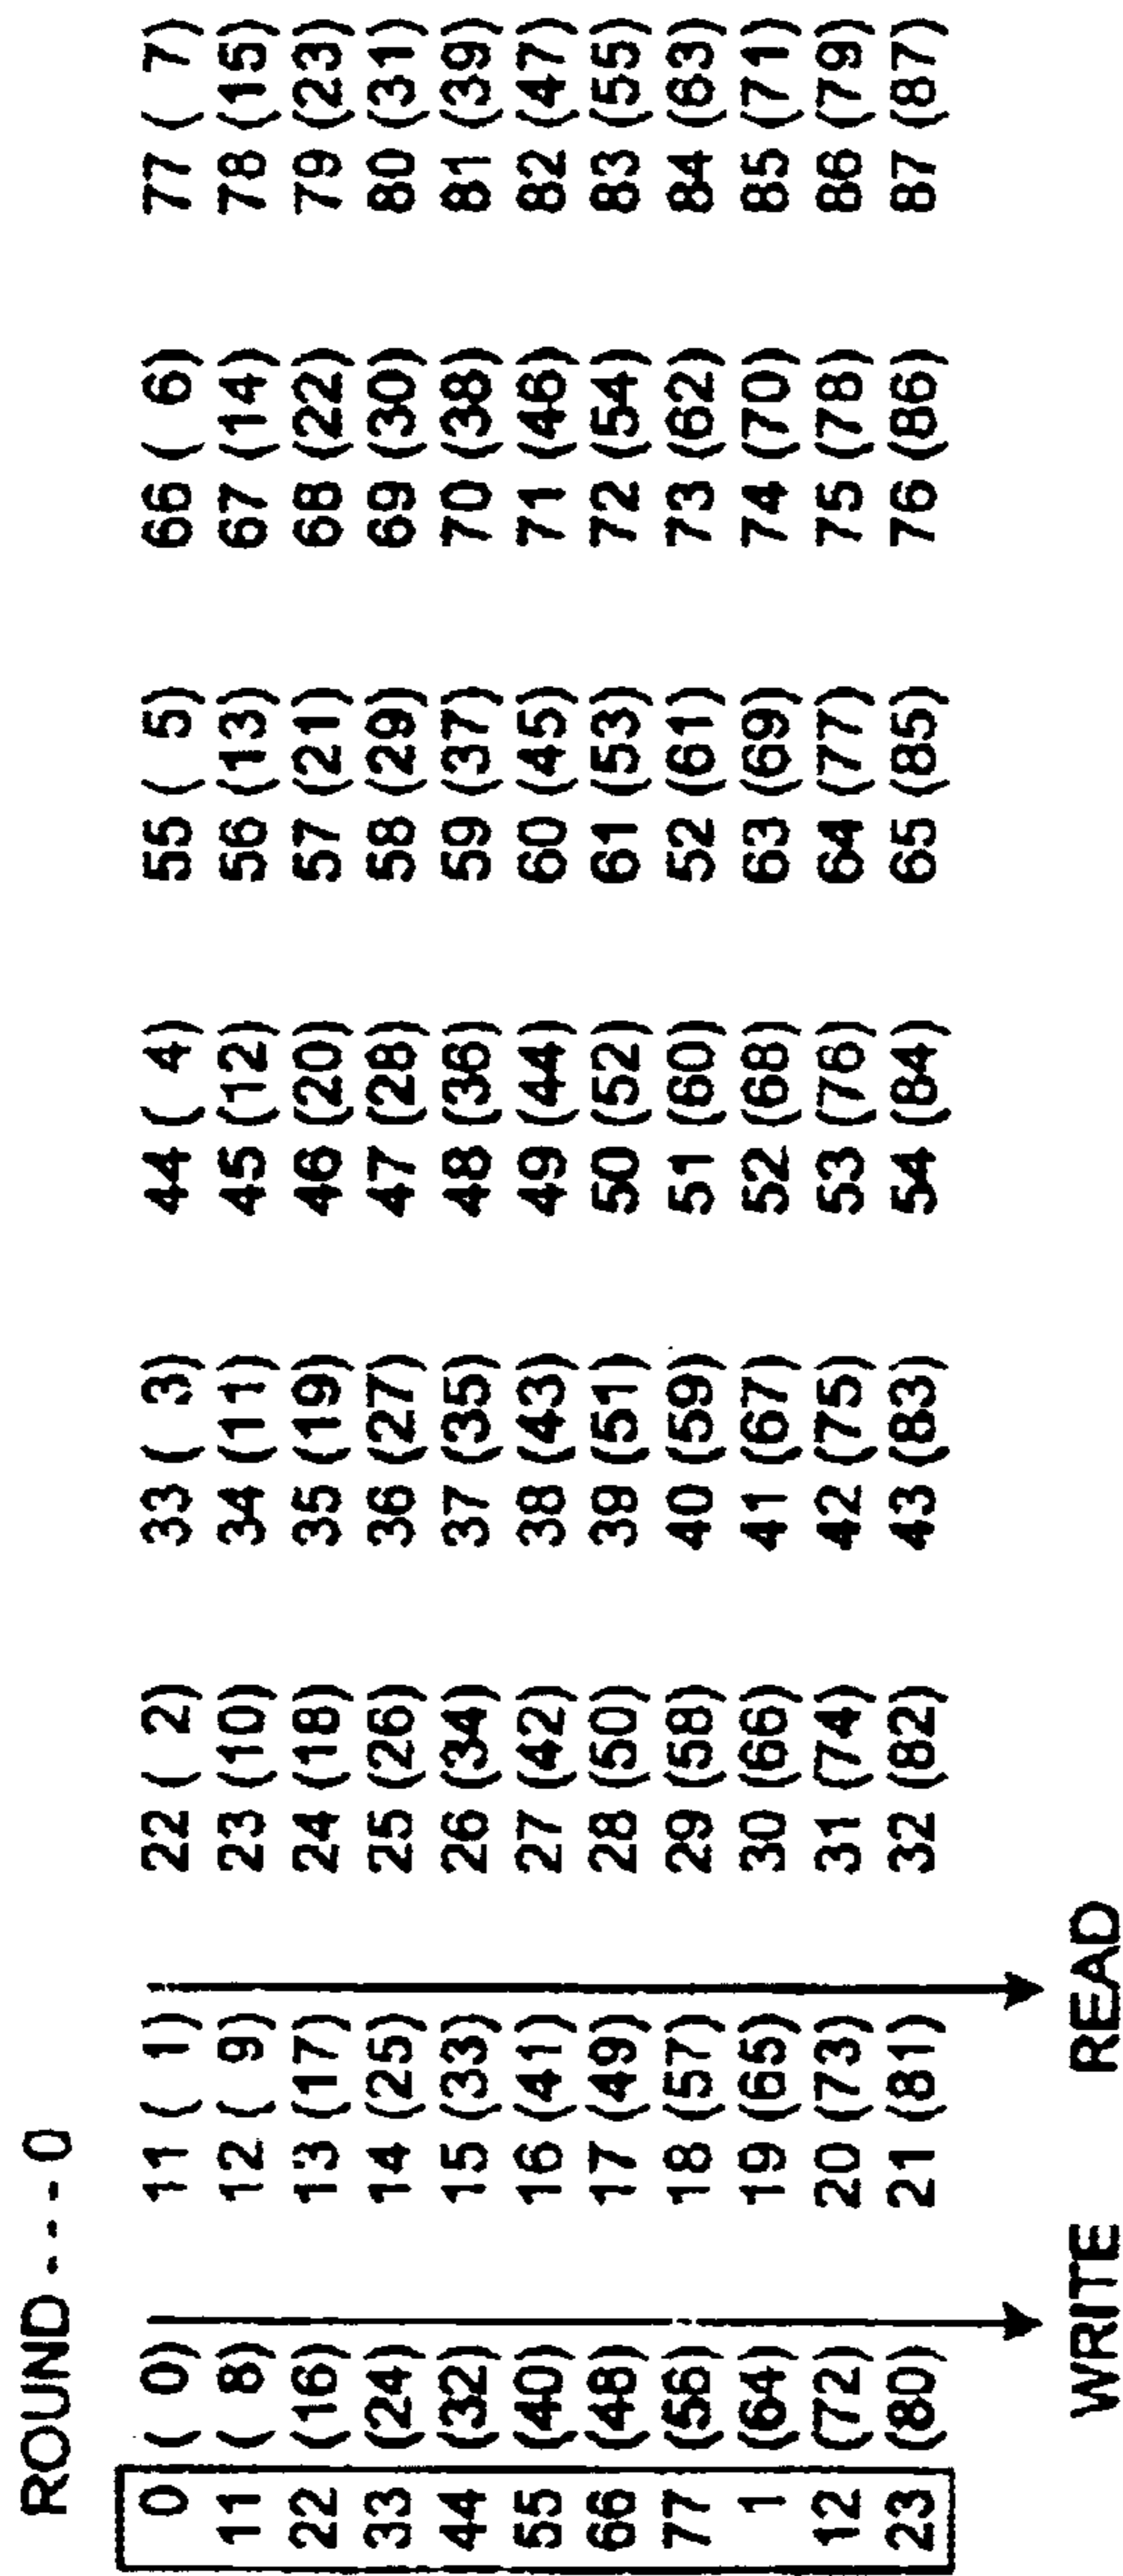 ROUND - - - 0
0 ( 0) 11 ( 1) 22 ( 2) 33 ( 3) 44 ( 4) 55 ( 5) 66 ( 6) 77 ( 7)
11 ( 8) 12 ( 9) 23 (10) 34 (11) 45 (12) 56 (13) 67 (14) 78 (15)
22 (16) 13 (17) 24 (18) 35 (19) 46 (20) 57 (21) 68 (22) 79 (23)
33 (24) 14 (25) 25 (26) 36 (27) 47 (28) 58 (29) 69 (30) 80 (31)
44 (32) 15 (33) 26 (34) 37 (35) 48 (36) 59 (37) 70 (38) 81 (39)
55 (40) 16 (41) 27 (42) 38 (43) 49 (44) 60 (45) 71 (46) 82 (47)
66 (48) 17 (49) 28 (50) 39 (51) 50 (52) 61 (53) 72 (54) 83 (55)
77 (56) 18 (57) 29 (58) 40 (59) 51 (60) 52 (61) 73 (62) 84 (63)
1 (64) 19 (65) 30 (66) 41 (67) 52 (68) 63 (69) 74 (70) 85 (71)
12 (72) 20 (73) 31 (74) 42 (75) 53 (76) 64 (77) 75 (78) 86 (79)
23 (80) 21 (81) 32 (82) 43 (83) 54 (84) 65 (85) 76 (86) 87 (87)
WRITE READ